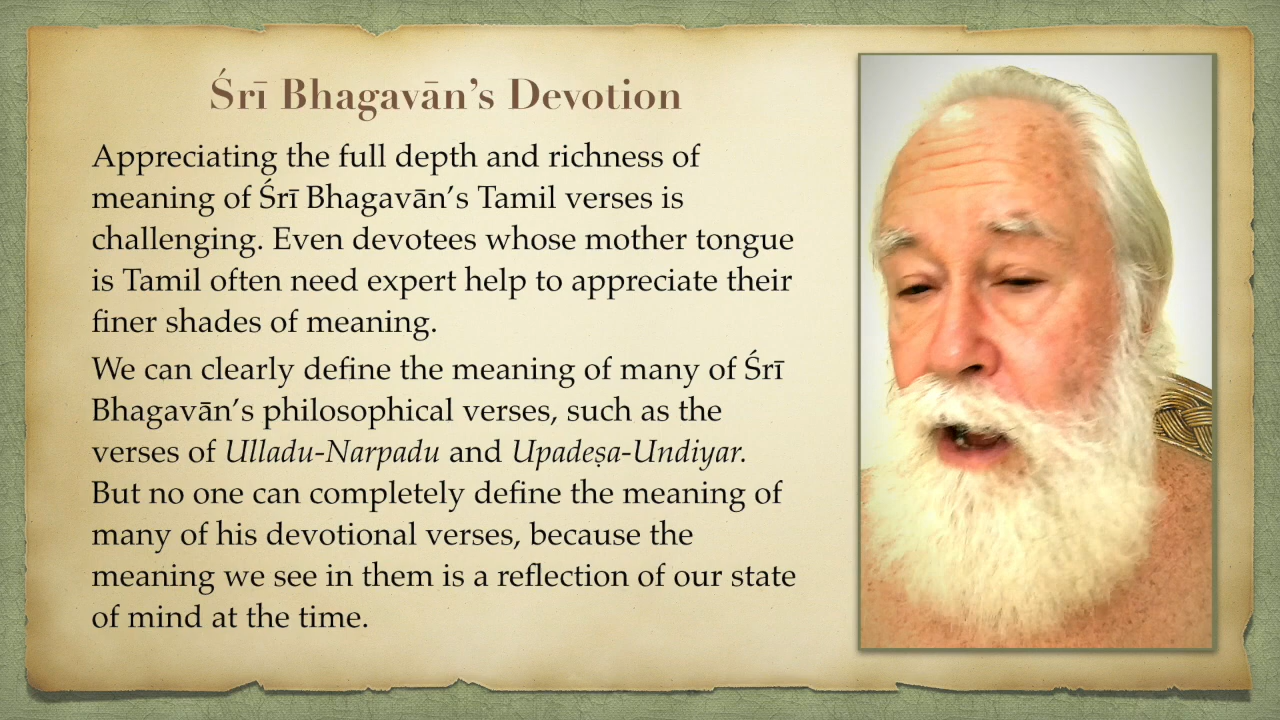 Śrī Bhagavān’s Devotion
Appreciating the full depth and richness of
meaning of Śrī Bhagavān’s Tamil verses is
challenging. Even devotees whose mother tongue
is Tamil often need expert help to appreciate their
finer shades of meaning.
We can clearly define the meaning of many of Śrī
Bhagavān’s philosophical verses, such as the
verses of Ulladu-Narpadu and Upadeṣa-Undiyar.
But no one can completely define the meaning of
many of his devotional verses, because the
meaning we see in them is a reflection of our state
of mind at the time.